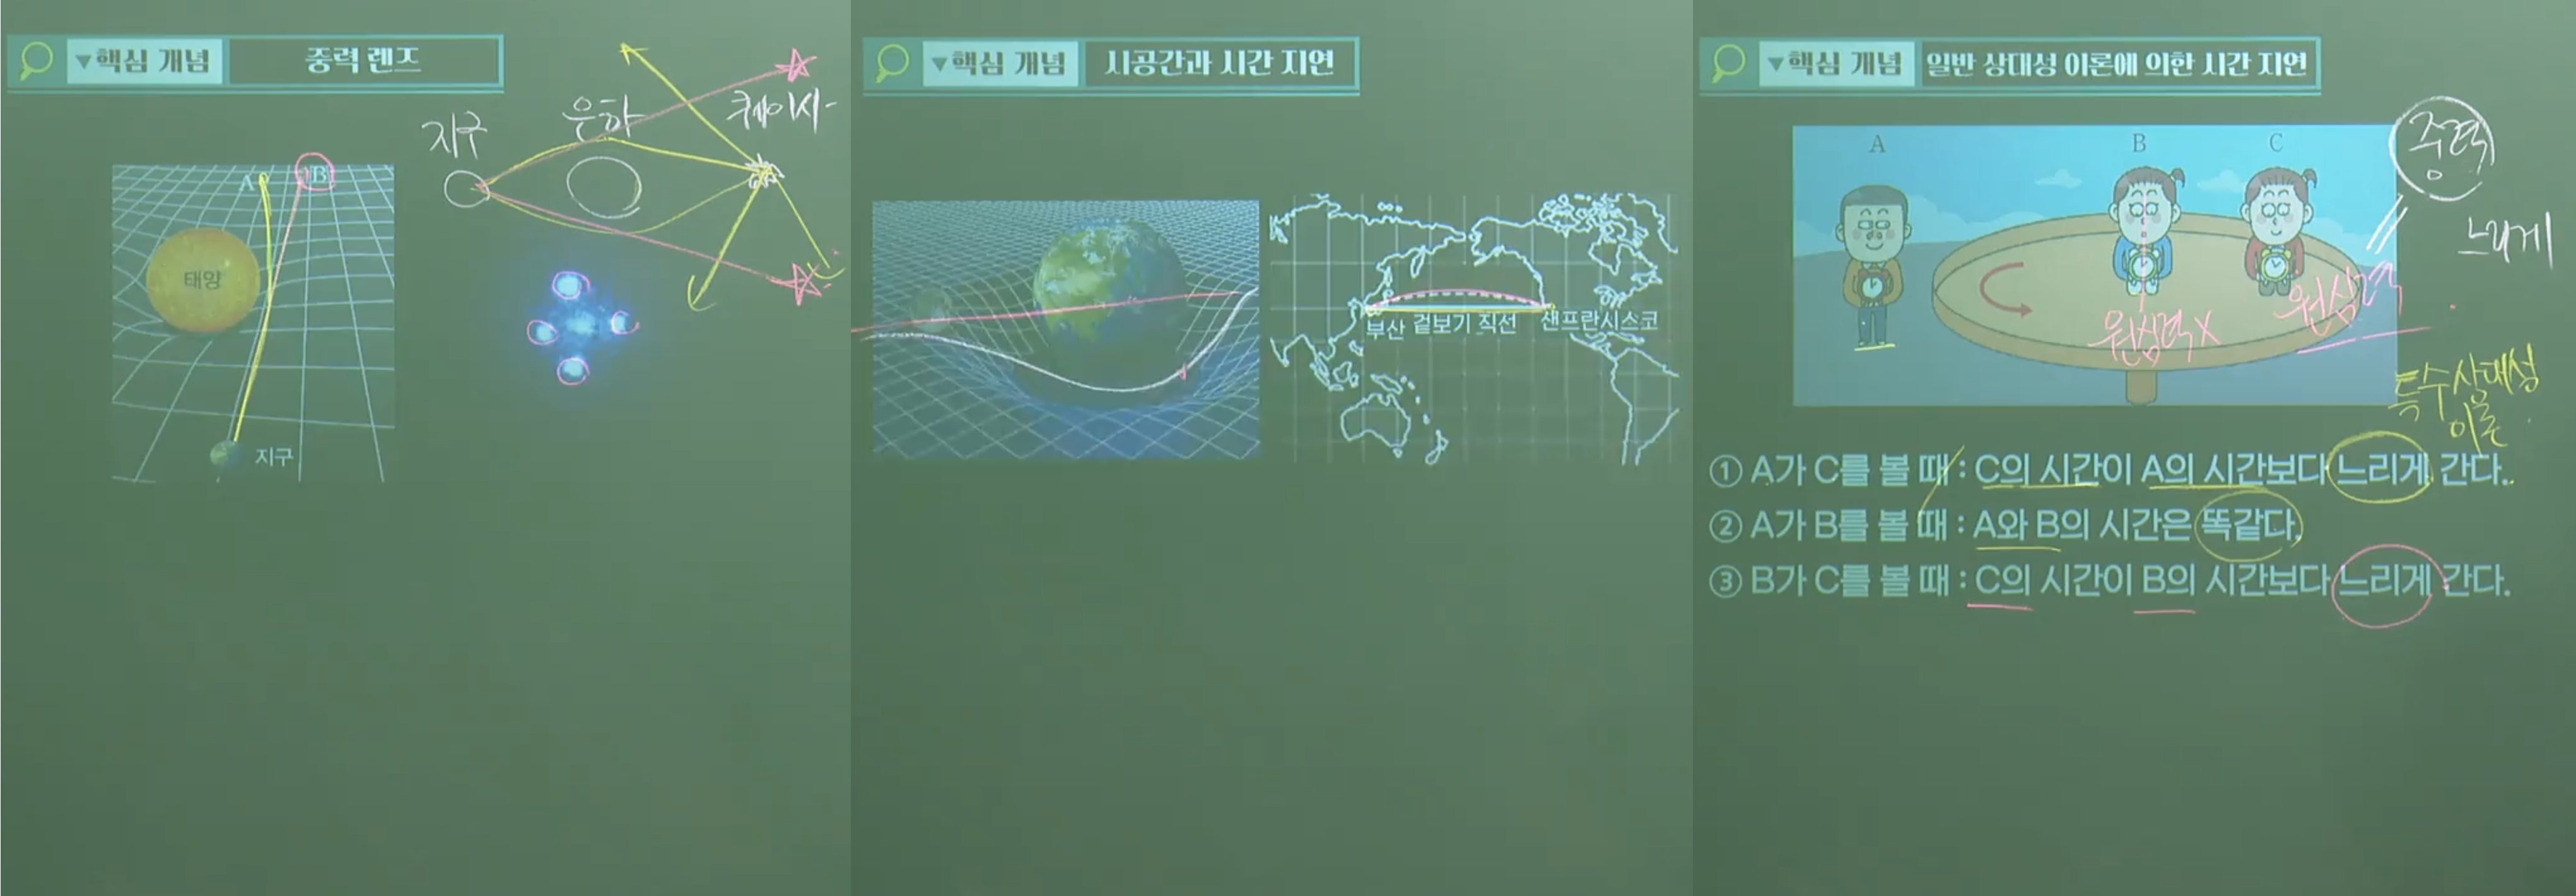 ▼핵심 개념
중력 렌즈
지구
은하
퀘이사
A
B
태양
지구
▼핵심 개념
시공간과 시간 지연
부산
겉보기 직선
샌프란시스코
▼핵심 개념
일반 상대성 이론에 의한 시간 지연
A
B
C
중력
느리게
원심력X
원심력
특수상대성
이론
① A가 C를 볼 때 : C의 시간이 A의 시간보다 느리게 간다.
② A가 B를 볼 때 : A와 B의 시간은 똑같다.
③ B가 C를 볼 때 : C의 시간이 B의 시간보다 느리게 간다.